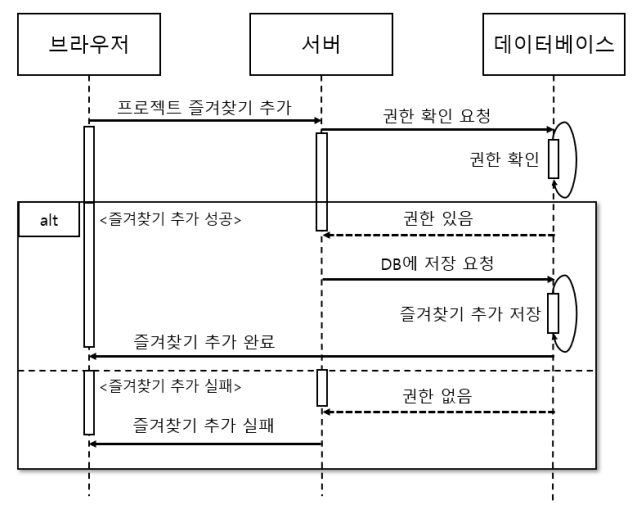 브라우저
서버
데이터베이스
프로젝트 즐겨찾기 추가
권한 확인 요청
권한 확인
alt
<즐겨찾기 추가 성공>
권한 있음
DB에 저장 요청
즐겨찾기 추가 저장
즐겨찾기 추가 완료
<즐겨찾기 추가 실패>
권한 없음
즐겨찾기 추가 실패